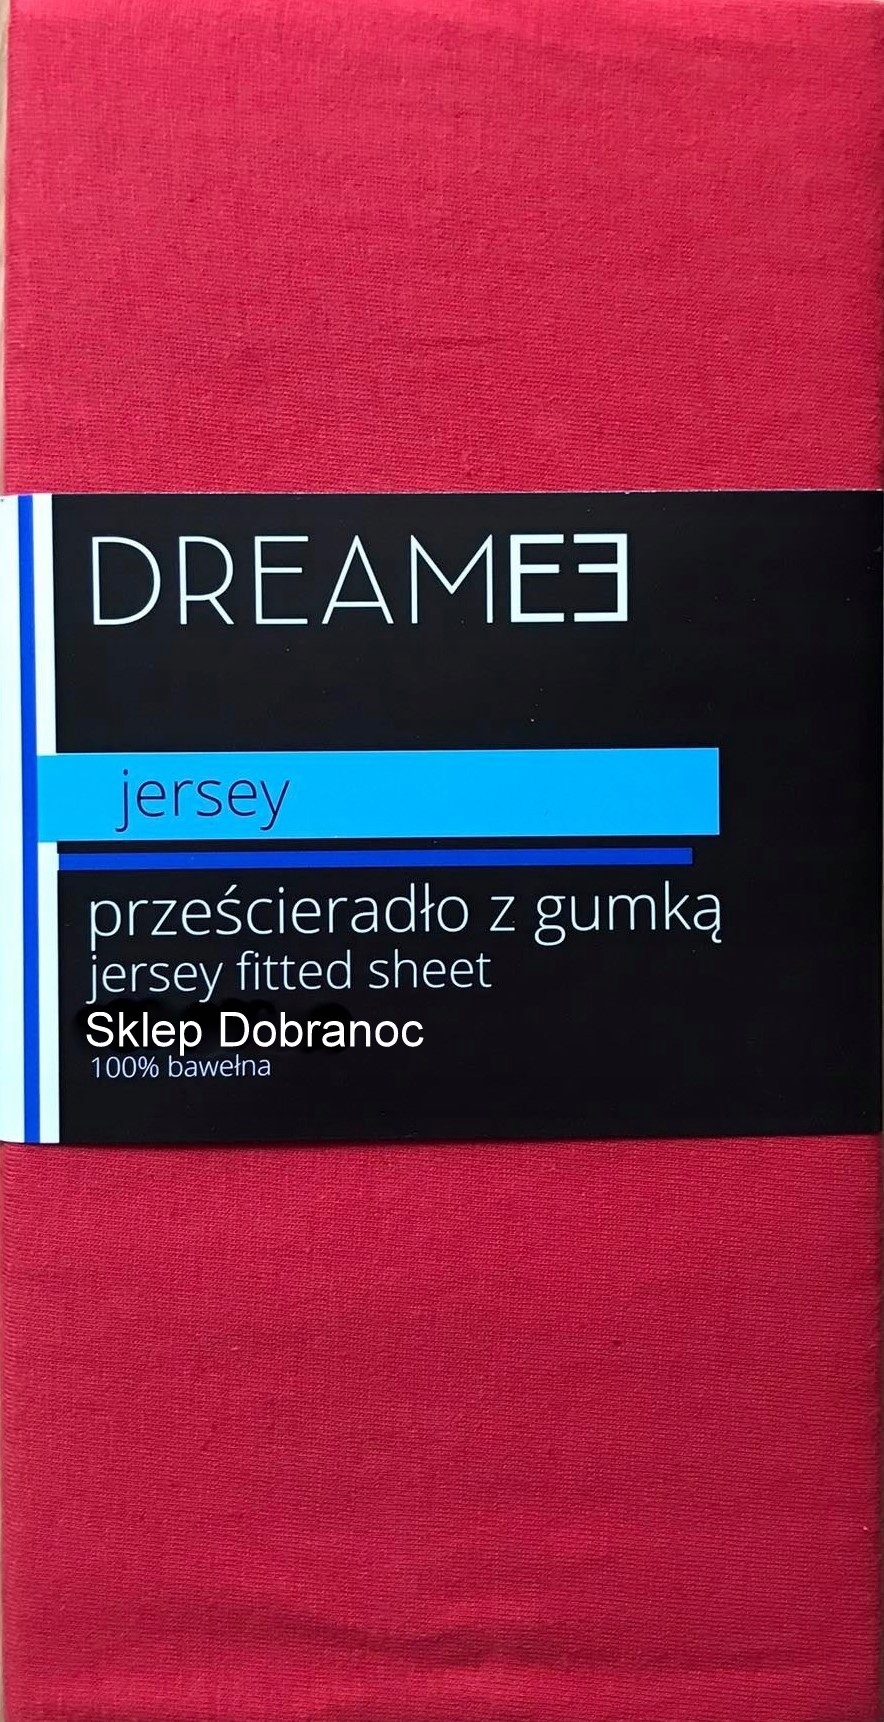 DREAMEE
jersey
prześcieradło z gumką
jersey fitted sheet
Sklep Dobranoc
100% bawełna